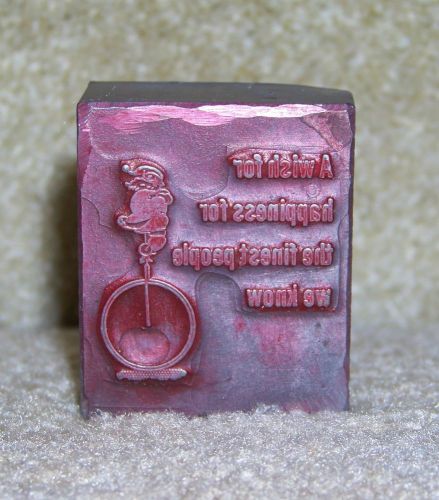 A wish for
happiness for
the finest people
we know